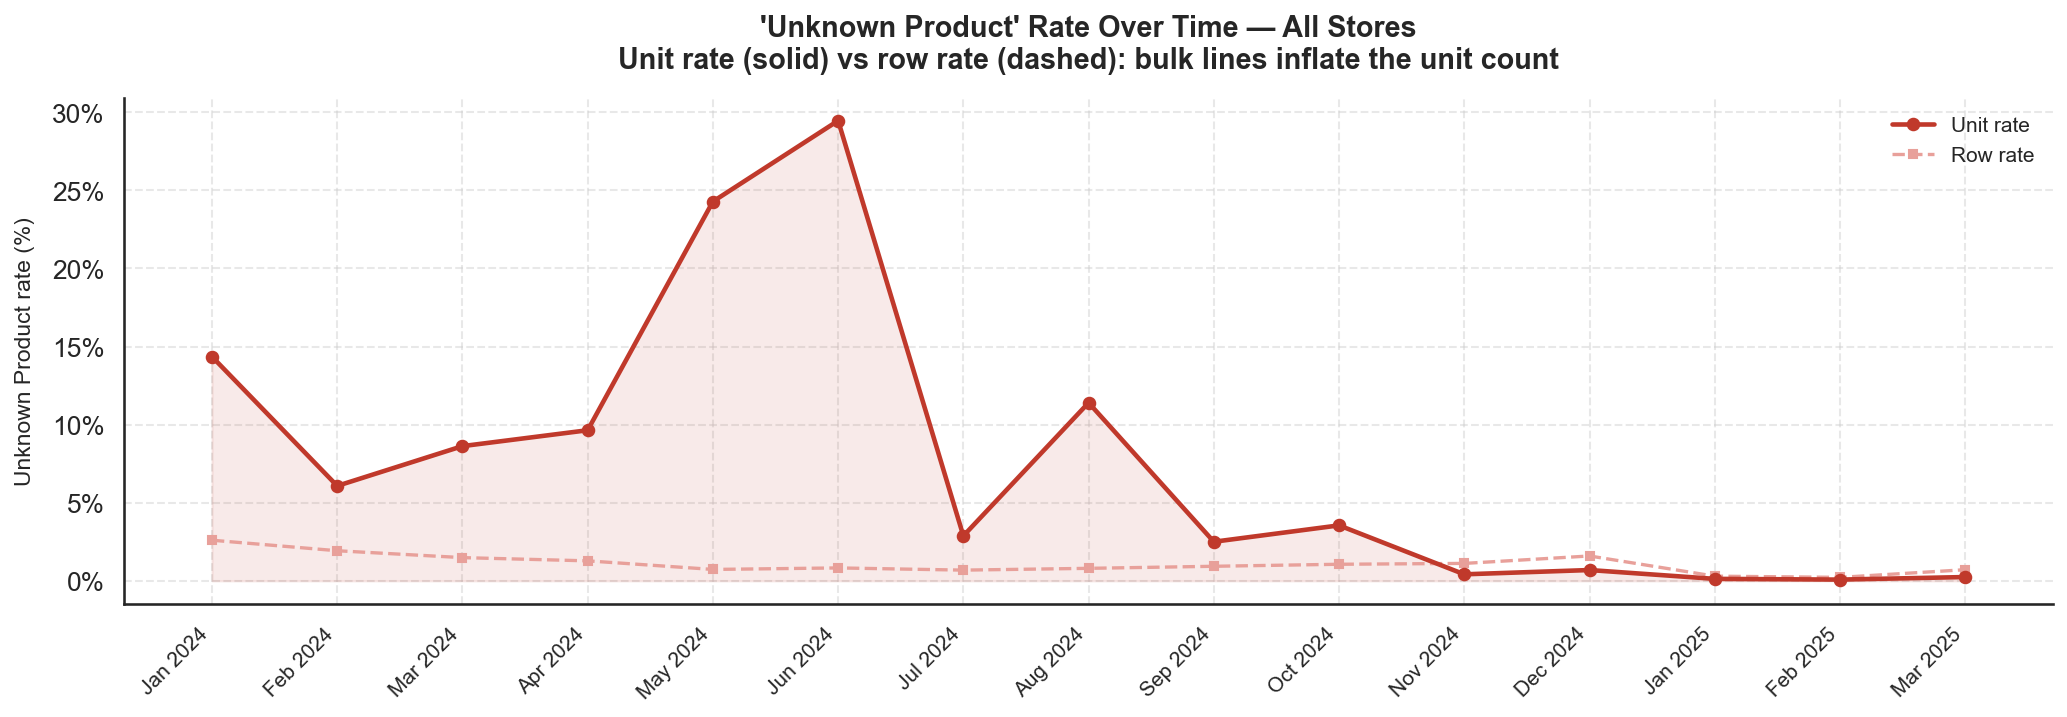 'Unknown Product' Rate Over Time — All Stores
Unit rate (solid) vs row rate (dashed): bulk lines inflate the unit count
Unknown Product rate (%)
30%
25%
20%
15%
10%
5%
0%
Unit rate
Row rate
Jan 2024
Feb 2024
Mar 2024
Apr 2024
May 2024
Jun 2024
Jul 2024
Aug 2024
Sep 2024
Oct 2024
Nov 2024
Dec 2024
Jan 2025
Feb 2025
Mar 2025